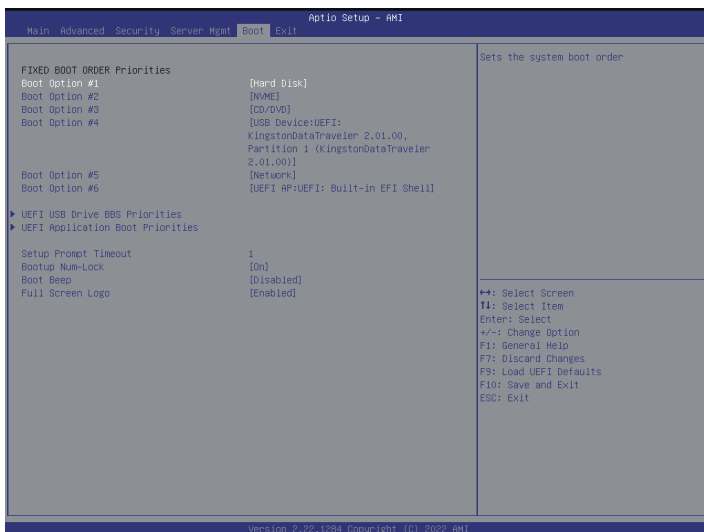 Aptio Setup - AMI
Main Advanced Security Server Mgmt Boot Exit
FIXED BOOT ORDER Priorities
Boot Option #1 [Hard Disk]
Boot Option #2 [NVME]
Boot Option #3 [CD/DVD]
Boot Option #4 [USB Device:UEFI:
KingstonDataTraveler 2.01.00,
Partition 1 (KingstonDataTraveler
2.01.00)]
Boot Option #5 [Network]
Boot Option #6 [UEFI AP:UEFI: Built-in EFI Shell]
UEFI USB Drive BBS Priorities
UEFI Application Boot Priorities
Setup Prompt Timeout 1
Bootup Num-Lock [On]
Boot Beep [Disabled]
Full Screen Logo [Enabled]
Sets the system boot order
↔: Select Screen
↑↓: Select Item
Enter: Select
+/-: Change Option
F1: General Help
F7: Discard Changes
F9: Load UEFI Defaults
F10: Save and Exit
ESC: Exit
Version 2.22.1284 Copyright (C) 2022 AMI